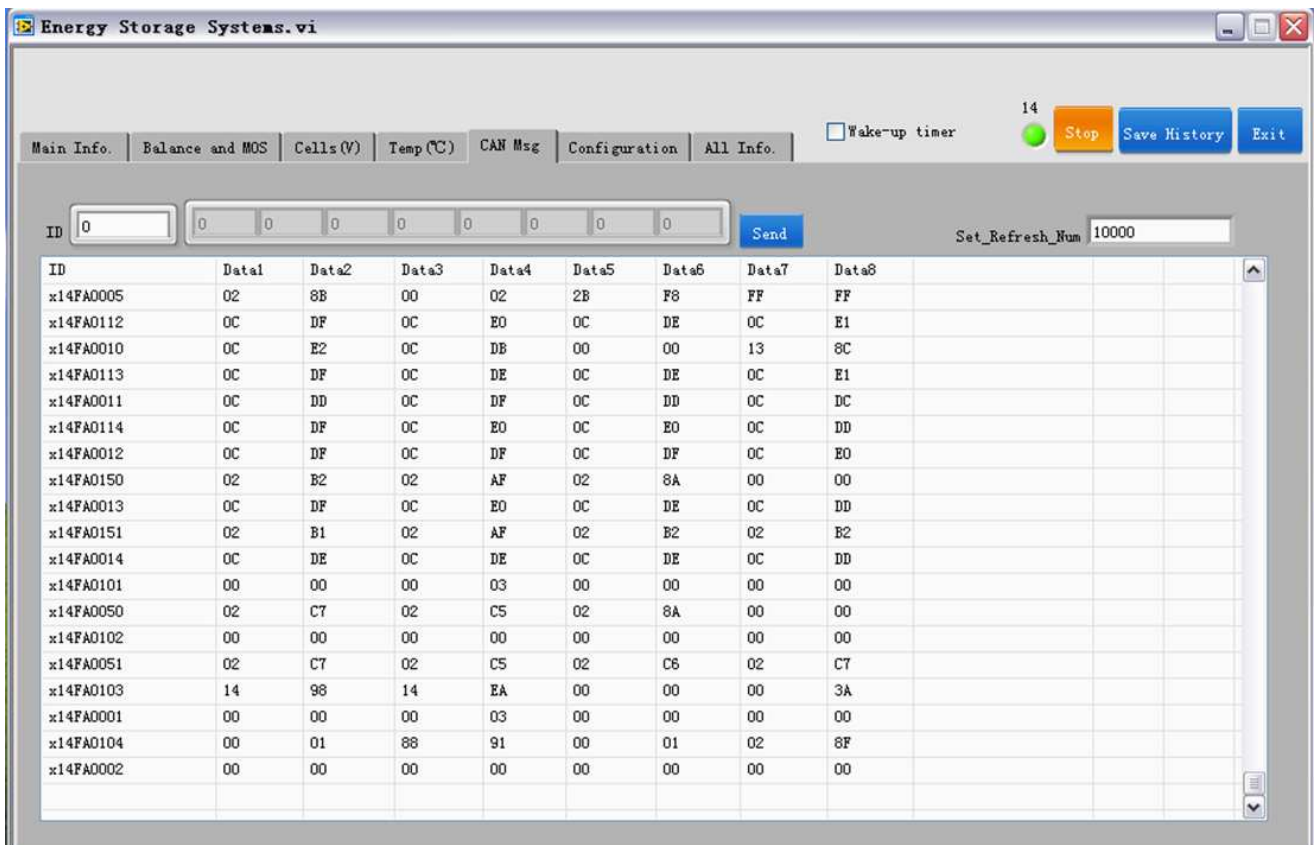 Energy Storage Systems.vi
14
Wake-up timer
Stop Save History Exit
Main Info. Balance and MOS Cells(V) Temp(℃) CAN Msg Configuration All Info.
ID 0 0 0 0 0 0 0 0 0 Send Set_Refresh_Num 10000
ID Data1 Data2 Data3 Data4 Data5 Data6 Data7 Data8
x14FA0005 02 8B 00 02 2B F8 FF FF
x14FA0112 0C DF 0C E0 0C DE 0C E1
x14FA0010 0C E2 0C DB 00 00 13 8C
x14FA0113 0C DF 0C DE 0C DE 0C E1
x14FA0011 0C DD 0C DF 0C DD 0C DC
x14FA0114 0C DF 0C E0 0C E0 0C DD
x14FA0012 0C DF 0C DF 0C DF 0C E0
x14FA0150 02 B2 02 AF 02 8A 00 00
x14FA0013 0C DF 0C E0 0C DE 0C DD
x14FA0151 02 B1 02 AF 02 B2 02 B2
x14FA0014 0C DE 0C DE 0C DE 0C DD
x14FA0101 00 00 00 03 00 00 00 00
x14FA0050 02 C7 02 C5 02 8A 00 00
x14FA0102 00 00 00 00 00 00 00 00
x14FA0051 02 C7 02 C5 02 C6 02 C7
x14FA0103 14 98 14 EA 00 00 00 3A
x14FA0001 00 00 00 03 00 00 00 00
x14FA0104 00 01 88 91 00 01 02 8F
x14FA0002 00 00 00 00 00 00 00 00